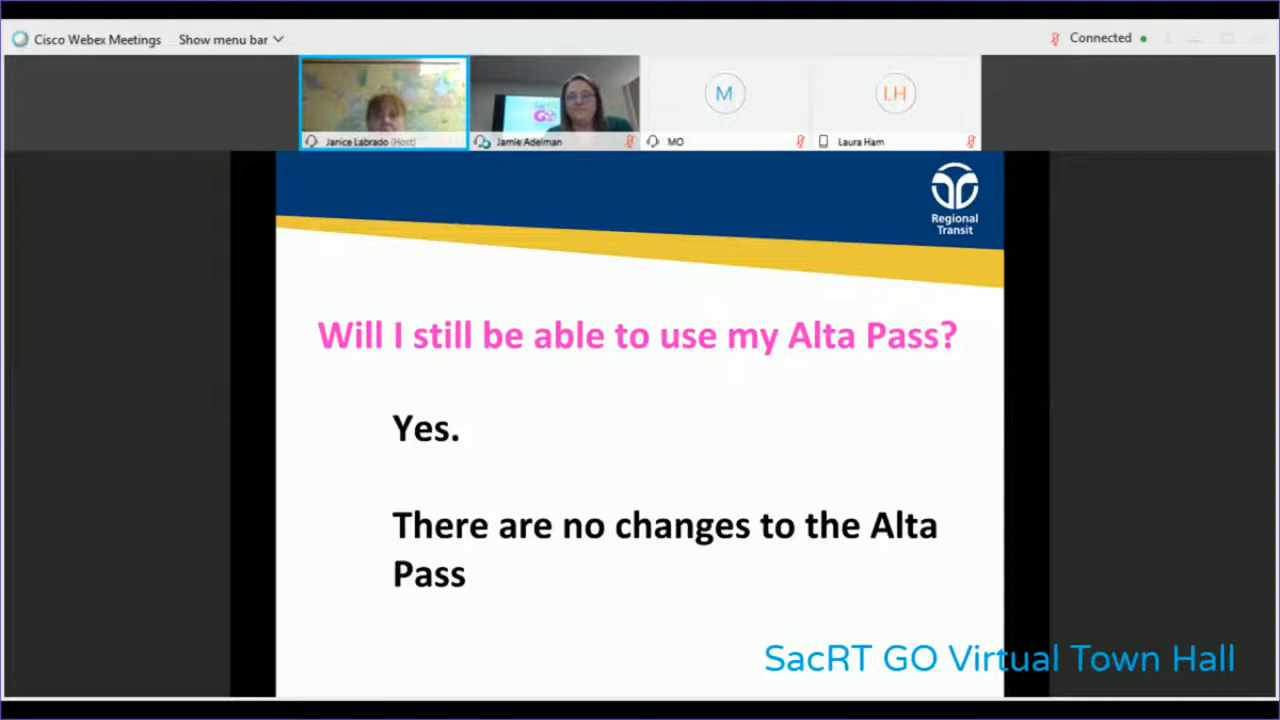 Cisco Webex Meetings Show menu bar Connected
M LH
Janice Labrado (Host) Jamie Adelman MO Laura Ham
Regional
Transit
Will I still be able to use my Alta Pass?
Yes.
There are no changes to the Alta
Pass
SacRT GO Virtual Town Hall